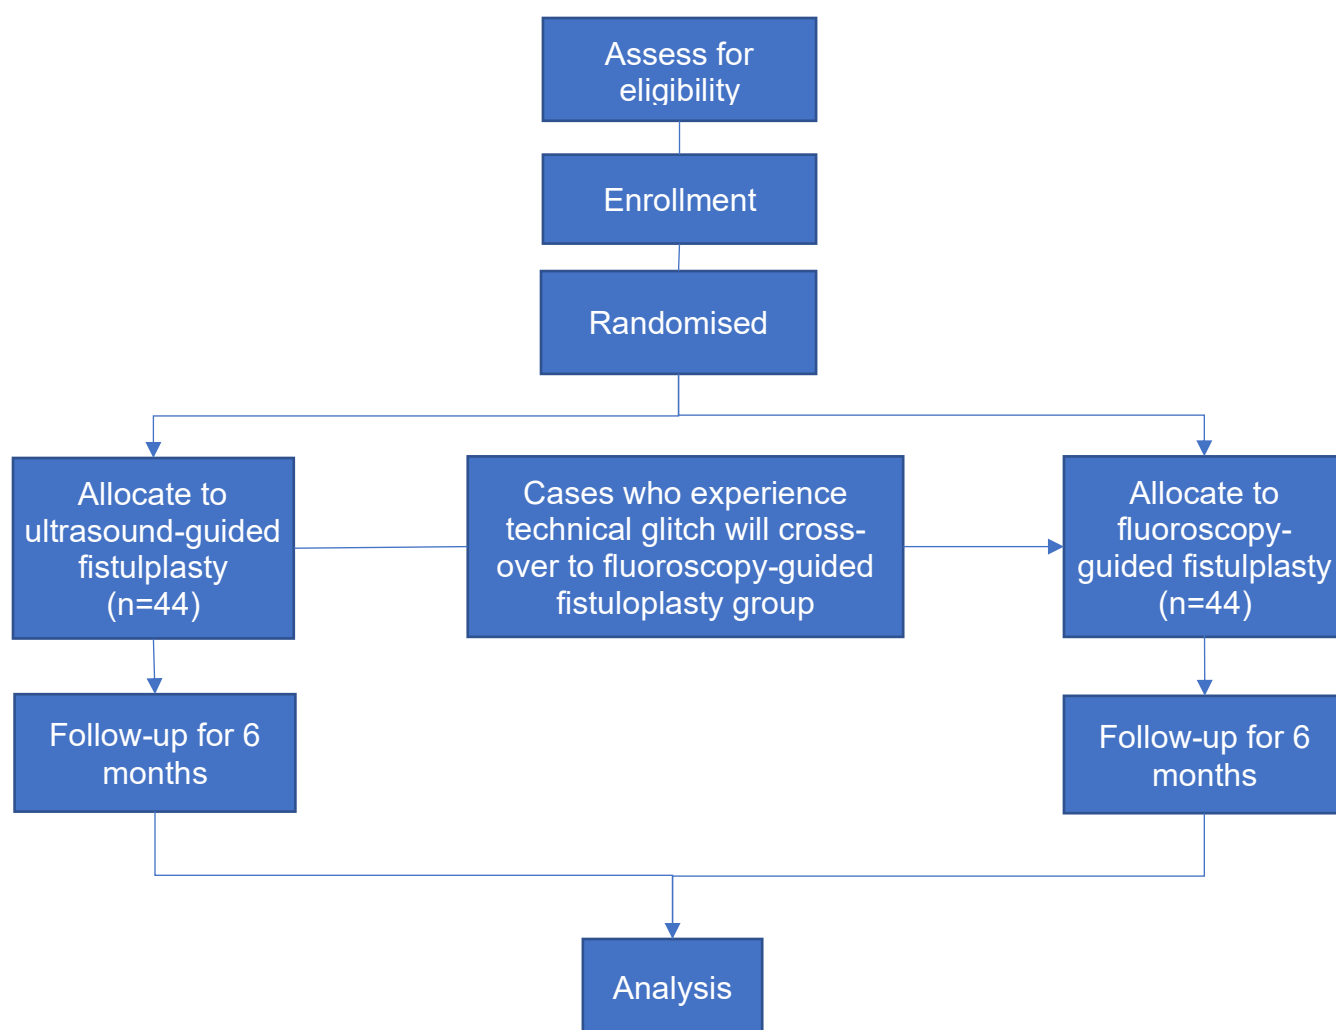 Assess for
eligibility
Enrollment
Randomised
Allocate to
ultrasound-guided
fistulplasty
(n=44)
Cases who experience
technical glitch will cross-
over to fluoroscopy-guided
fistuloplasty group
Allocate to
fluoroscopy-
guided fistulplasty
(n=44)
Follow-up for 6
months
Follow-up for 6
months
Analysis